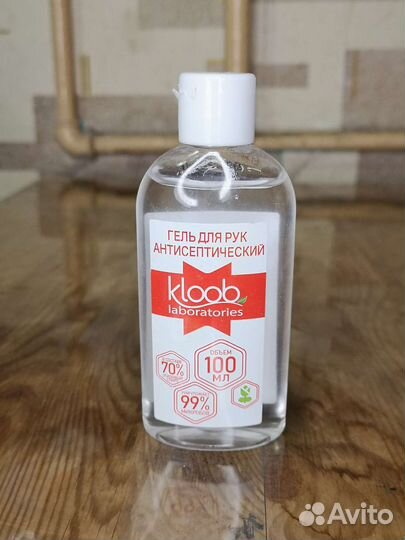 ГЕЛЬ ДЛЯ РУК
АНТИСЕПТИЧЕСКИЙ
kloob
laboratories
ОБЪЕМ
100
МЛ
70%
99%
Avito